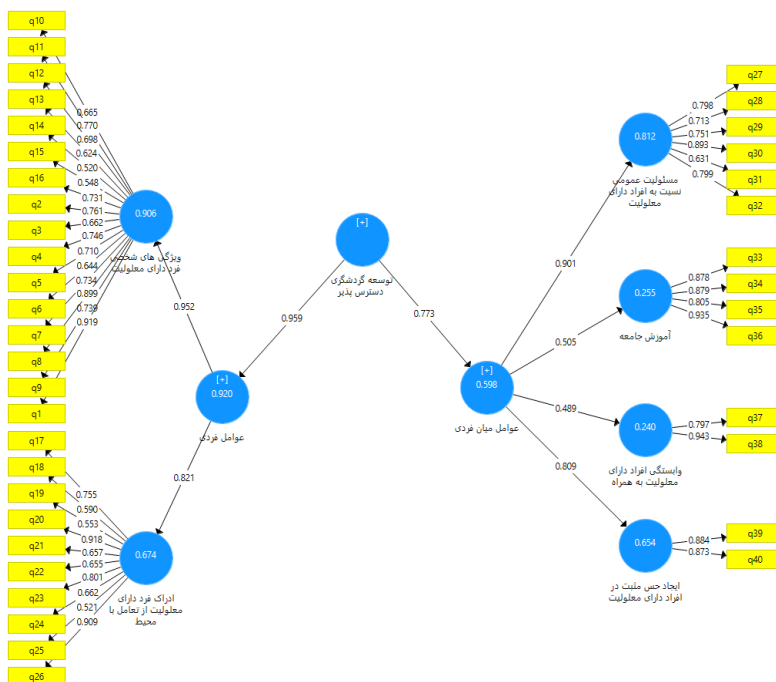 q10
q11
q12
q13
q14
q15
q16
q2
q3
q4
q5
q6
q7
q8
q9
q1
0.665
0.770
0.698
0.624
0.520
0.548
0.731
0.761
0.662
0.746
0.710
0.644
0.734
0.899
0.739
0.919
0.906
ویژگی های شخصی
فرد دارای معلولیت
0.952
[+]
0.920
عوامل فردی
0.821
q17
q18
q19
q20
q21
q22
q23
q24
q25
q26
0.755
0.590
0.553
0.918
0.657
0.655
0.801
0.662
0.521
0.909
0.674
ادراک فرد دارای
معلولیت از تعامل با
محیط
[+]
توسعه گردشگری
دسترس پذیر
0.959
0.773
[+]
0.598
عوامل میان فردی
0.901
0.505
0.489
0.809
0.812
مسئولیت عمومی
نسبت به افراد دارای
معلولیت
0.798
0.713
0.751
0.893
0.631
0.799
q27
q28
q29
q30
q31
q32
0.255
آموزش جامعه
0.878
0.879
0.805
0.935
q33
q34
q35
q36
0.240
وابستگی افراد دارای
معلولیت به همراه
0.797
0.943
q37
q38
0.654
ایجاد حس مثبت در
افراد دارای معلولیت
0.884
0.873
q39
q40